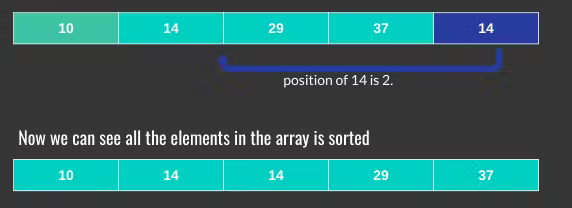 10 14 29 37 14
position of 14 is 2.
Now we can see all the elements in the array is sorted
10 14 14 29 37